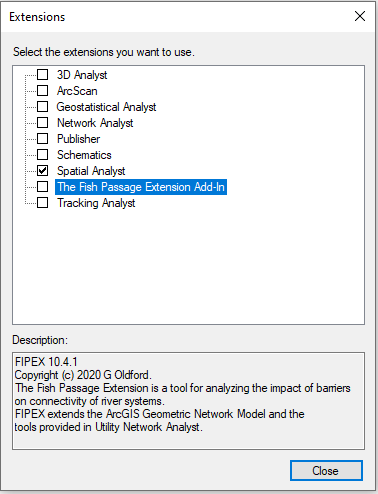 Extensions
Select the extensions you want to use.
3D Analyst
ArcScan
Geostatistical Analyst
Network Analyst
Publisher
Schematics
Spatial Analyst
The Fish Passage Extension Add-In
Tracking Analyst
Description:
FIPEX 10.4.1
Copyright (c) 2020 G Oldford.
The Fish Passage Extension is a tool for analyzing the impact of barriers
on connectivity of river systems.
FIPEX extends the ArcGIS Geometric Network Model and the
tools provided in Utility Network Analyst.
Close